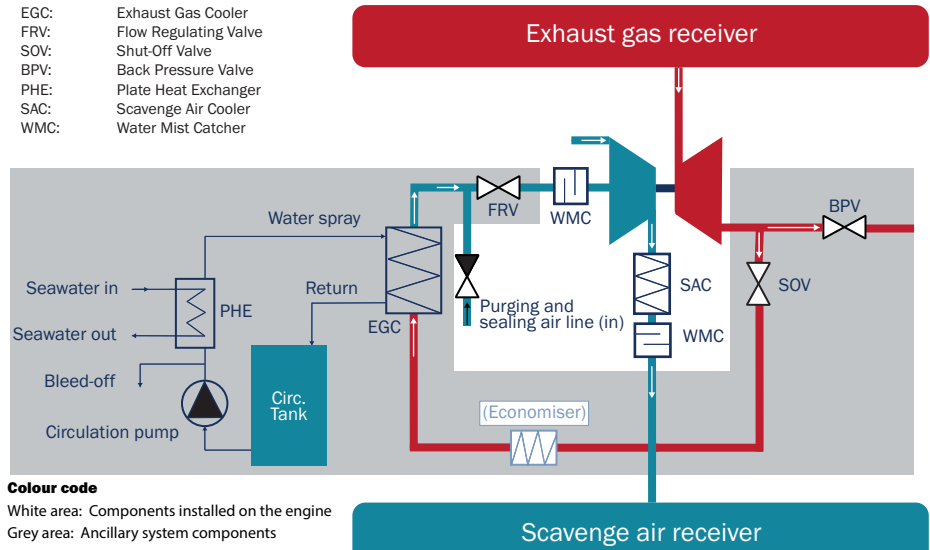 EGC: Exhaust Gas Cooler
FRV: Flow Regulating Valve
SOV: Shut-Off Valve
BPV: Back Pressure Valve
PHE: Plate Heat Exchanger
SAC: Scavenge Air Cooler
WMC: Water Mist Catcher
Exhaust gas receiver
Water spray
FRV
WMC
BPV
Seawater in
PHE
Return
EGC
Purging and
sealing air line (in)
SAC
SOV
Seawater out
WMC
Bleed-off
Circ.
Tank
(Economiser)
Circulation pump
Colour code
White area: Components installed on the engine
Grey area: Ancillary system components
Scavenge air receiver